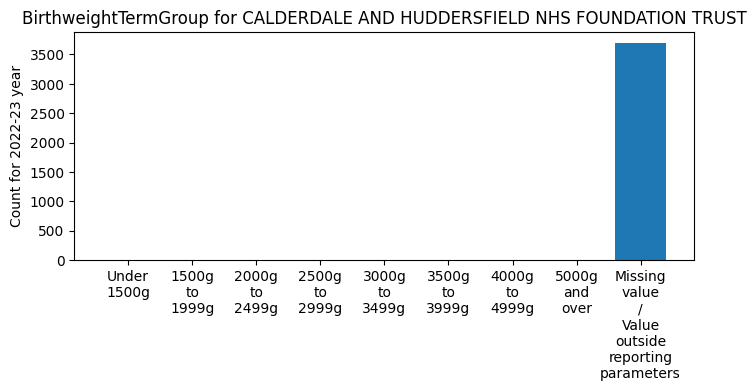 BirthweightTermGroup for CALDERDALE AND HUDDERSFIELD NHS FOUNDATION TRUST
Count for 2022-23 year
3500
3000
2500
2000
1500
1000
500
0
Under
1500g
1500g
to
1999g
2000g
to
2499g
2500g
to
2999g
3000g
to
3499g
3500g
to
3999g
4000g
to
4999g
5000g
and
over
Missing
value
/
Value
outside
reporting
parameters